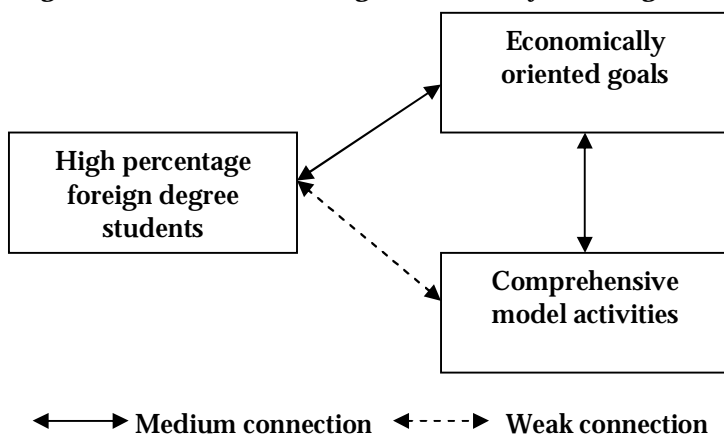 Economically
oriented goals
High percentage
foreign degree
students
Comprehensive
model activities
Medium connection
Weak connection